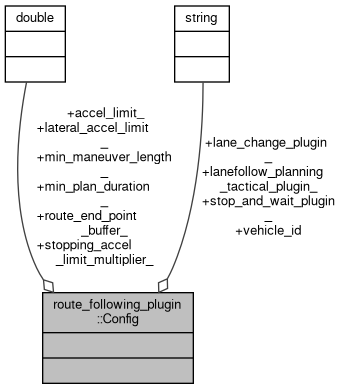 double
string
+accel_limit_
+lateral_accel_limit
_
+min_maneuver_length
_
+min_plan_duration
_
+route_end_point
_buffer_
+stopping_accel
_limit_multiplier_
+lane_change_plugin
_
+lanefollow_planning
_tactical_plugin_
+stop_and_wait_plugin
_
+vehicle_id
route_following_plugin
::Config